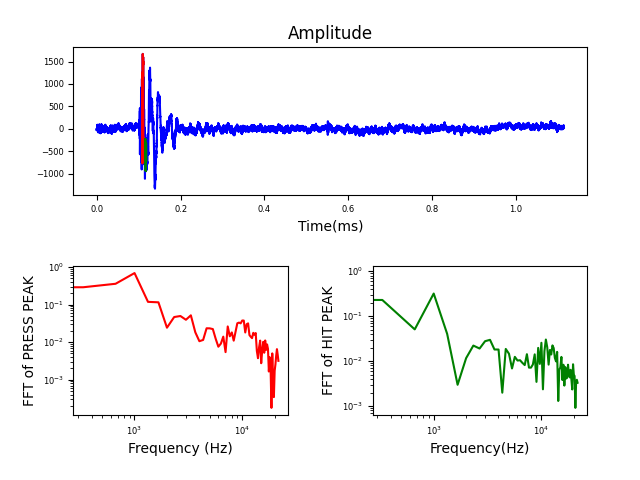 Amplitude
1500
1000
500
0
−500
−1000
0.0 0.2 0.4 0.6 0.8 1.0
Time(ms)
FFT of PRESS PEAK
10⁰
10⁻¹
10⁻²
10⁻³
10³ 10⁴
Frequency (Hz)
FFT of HIT PEAK
10⁰
10⁻¹
10⁻²
10⁻³
10³ 10⁴
Frequency(Hz)